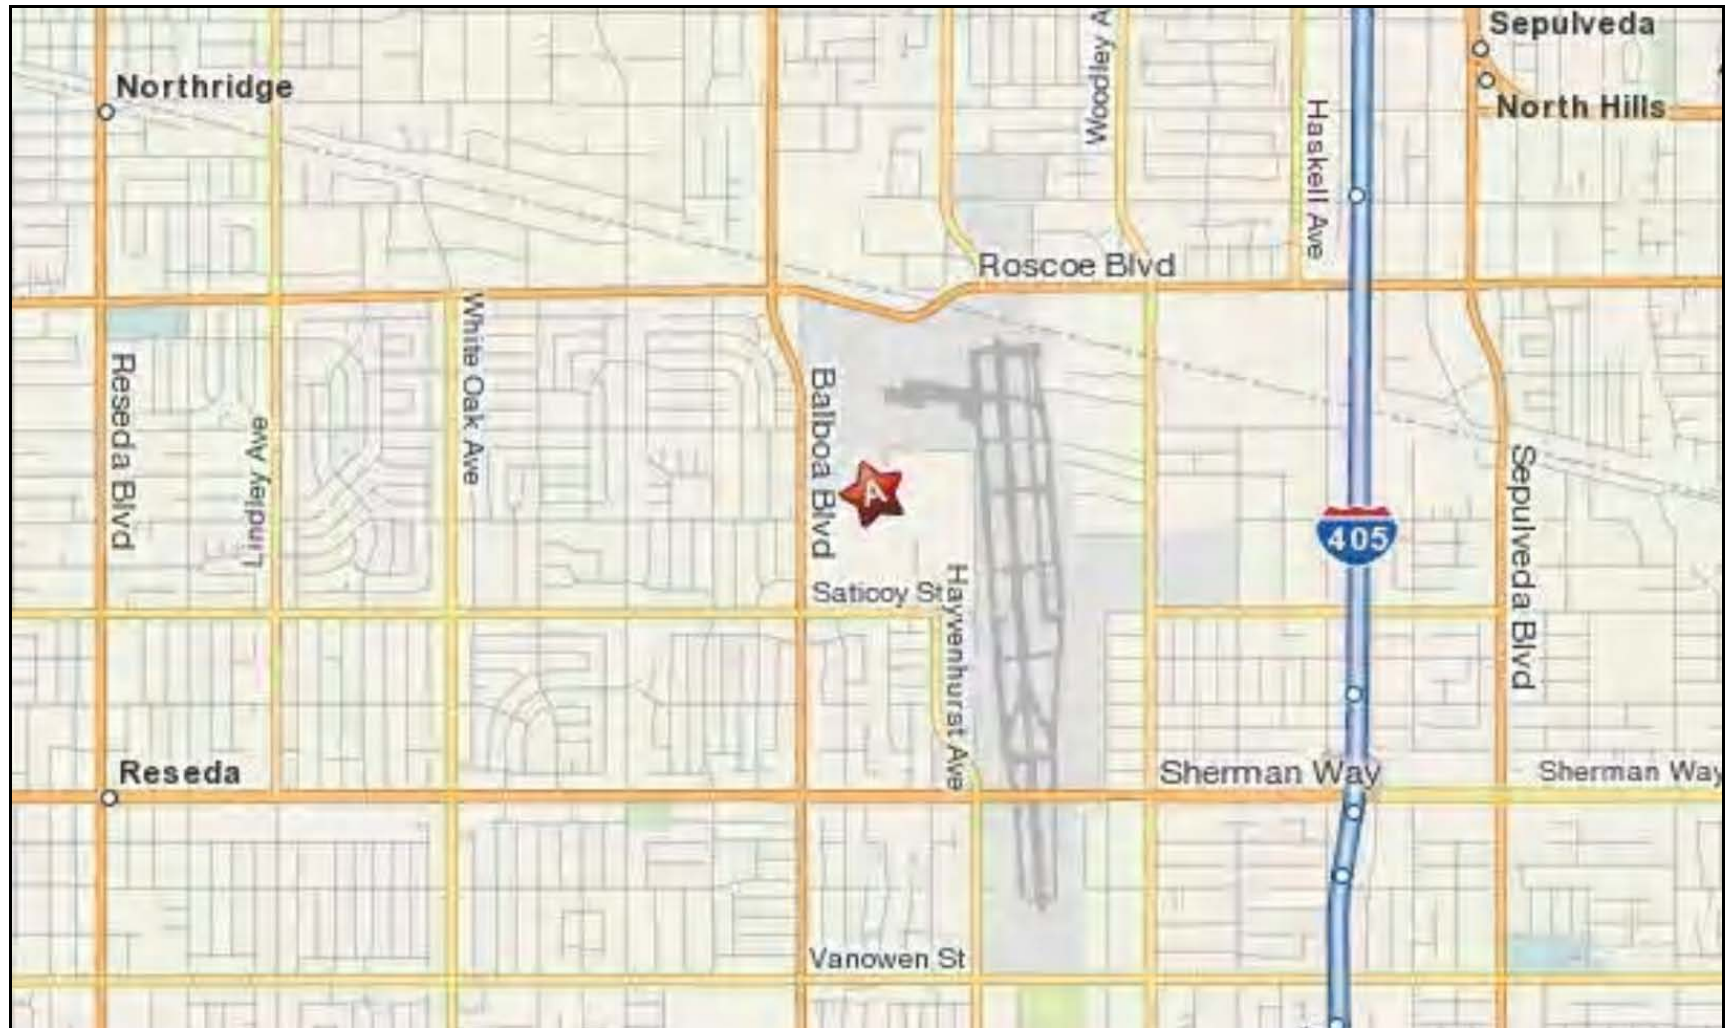 Sepulveda
Northridge
Woodley A
North Hills
Haskell Ave
Roscoe Blvd
White Oak Ave
Reseda Blvd
Balboa Blvd
Lindley Ave
A
Sepulveda Blvd
405
Saticoy St
Hayvenhurst Ave
Reseda
Sherman Way
Sherman Way
Vanowen St